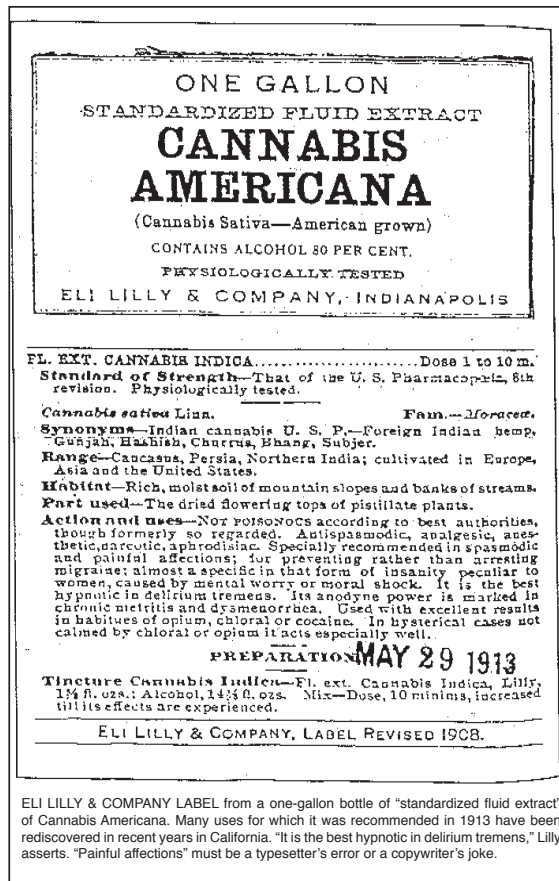 ONE GALLON
STANDARDIZED FLUID EXTRACT
CANNABIS
AMERICANA
(Cannabis Sativa—American grown)
CONTAINS ALCOHOL 80 PER CENT.
PHYSIOLOGICALLY TESTED
ELI LILLY & COMPANY, INDIANAPOLIS
FL. EXT. CANNABIS INDICA........................Dose 1 to 10 m.
Standard of Strength—That of the U. S. Pharmacopœia, 8th
revision. Physiologically tested.
Cannabis sativa Linn. Fam.—Moraceæ.
Synonyms—Indian cannabis U. S. P.—Foreign Indian hemp,
Gunjah, Hashish, Churrus, Bhang, Subjer.
Range—Caucasus, Persia, Northern India; cultivated in Europe,
Asia and the United States.
Habitat—Rich, moist soil of mountain slopes and banks of streams.
Part used—The dried flowering tops of pistillate plants.
Action and uses—NOT POISONOUS according to best authorities,
though formerly so regarded. Antispasmodic, analgesic, anes-
thetic, narcotic, aphrodisiac. Specially recommended in spasmodic
and painful affections; for preventing rather than arresting
migraine; almost a specific in that form of insanity peculiar to
women, caused by mental worry or moral shock. It is the best
hypnotic in delirium tremens. Its anodyne power is marked in
chronic metritis and dysmenorrhea. Used with excellent results
in habitues of opium, chloral or cocaine. In hysterical cases not
calmed by chloral or opium it acts especially well.
PREPARATION MAY 29 1913
Tincture Cannabis Indica—Fl. ext. Cannabis Indica, Lilly,
1½ fl. ozs.; Alcohol, 14½ fl. ozs. Mix—Dose, 10 minims, increased
till its effects are experienced.
ELI LILLY & COMPANY, LABEL REVISED 1908.
ELI LILLY & COMPANY LABEL from a one-gallon bottle of “standardized fluid extract”
of Cannabis Americana. Many uses for which it was recommended in 1913 have been
rediscovered in recent years in California. “It is the best hypnotic in delirium tremens,” Lilly
asserts. “Painful affections” must be a typesetter’s error or a copywriter’s joke.